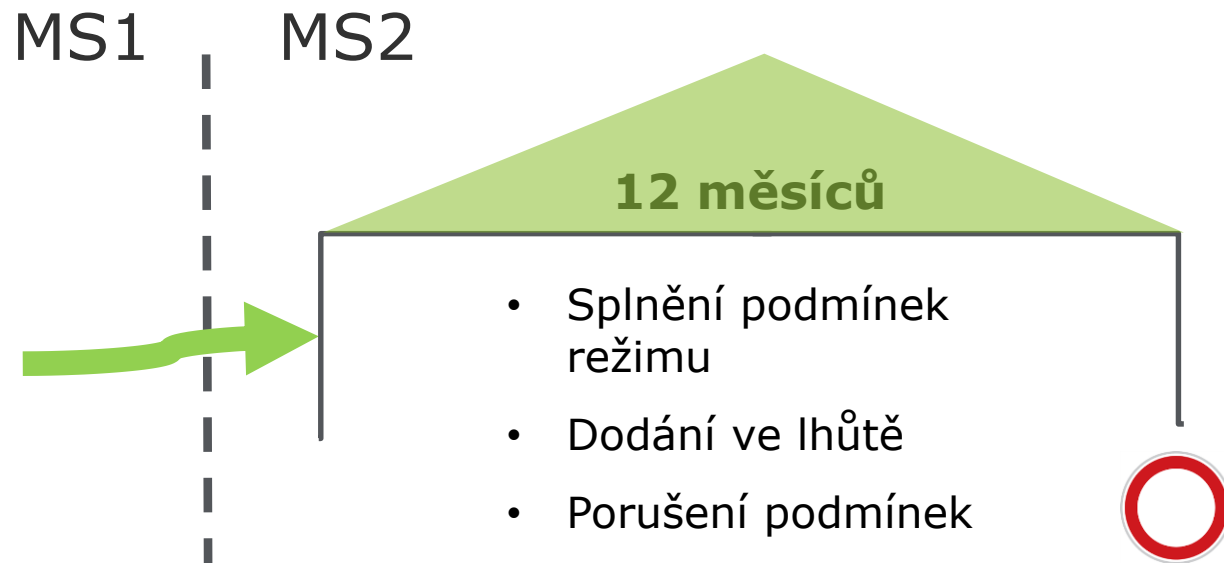 MS1 MS2
12 měsíců
• Splnění podmínek
režimu
• Dodání ve lhůtě
• Porušení podmínek